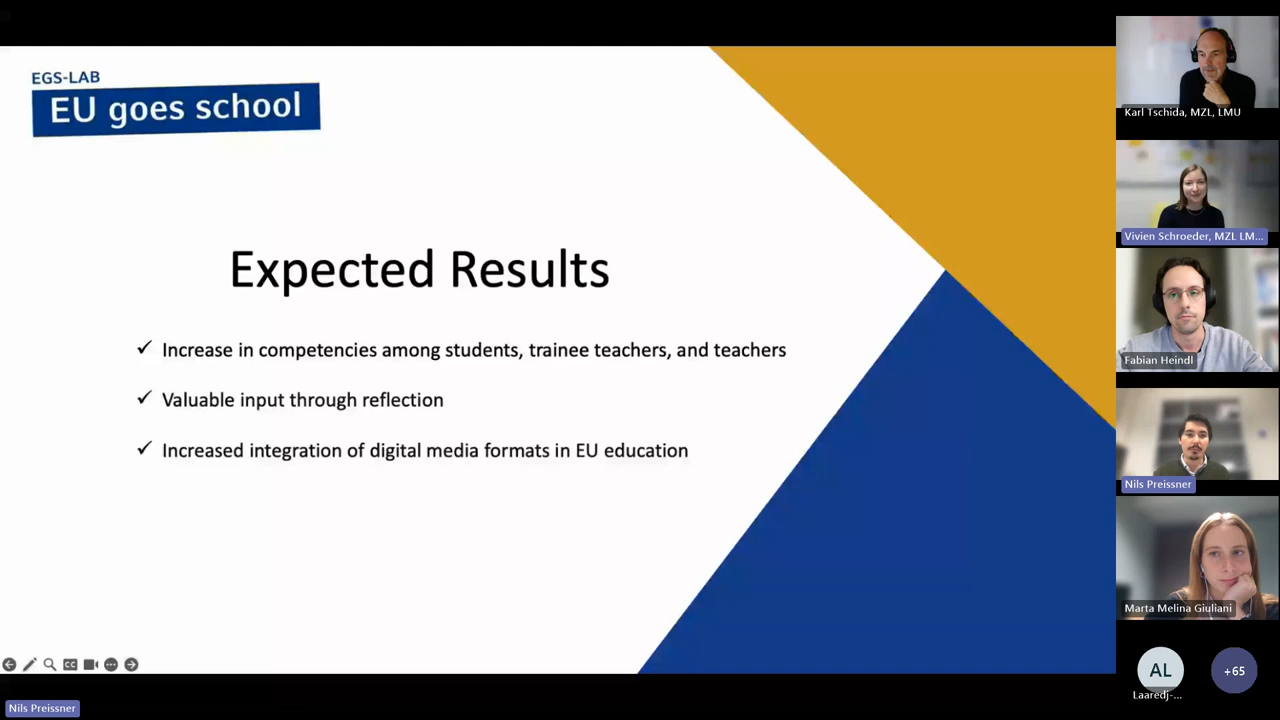 EGS-LAB
EU goes school
Expected Results
✓ Increase in competencies among students, trainee teachers, and teachers
✓ Valuable input through reflection
✓ Increased integration of digital media formats in EU education
CC
Nils Preissner
Karl Tschida, MZL, LMU
Vivien Schroeder, MZL LM...
Fabian Heindl
Nils Preissner
Marta Melina Giuliani
AL
Laaredj-...
+65